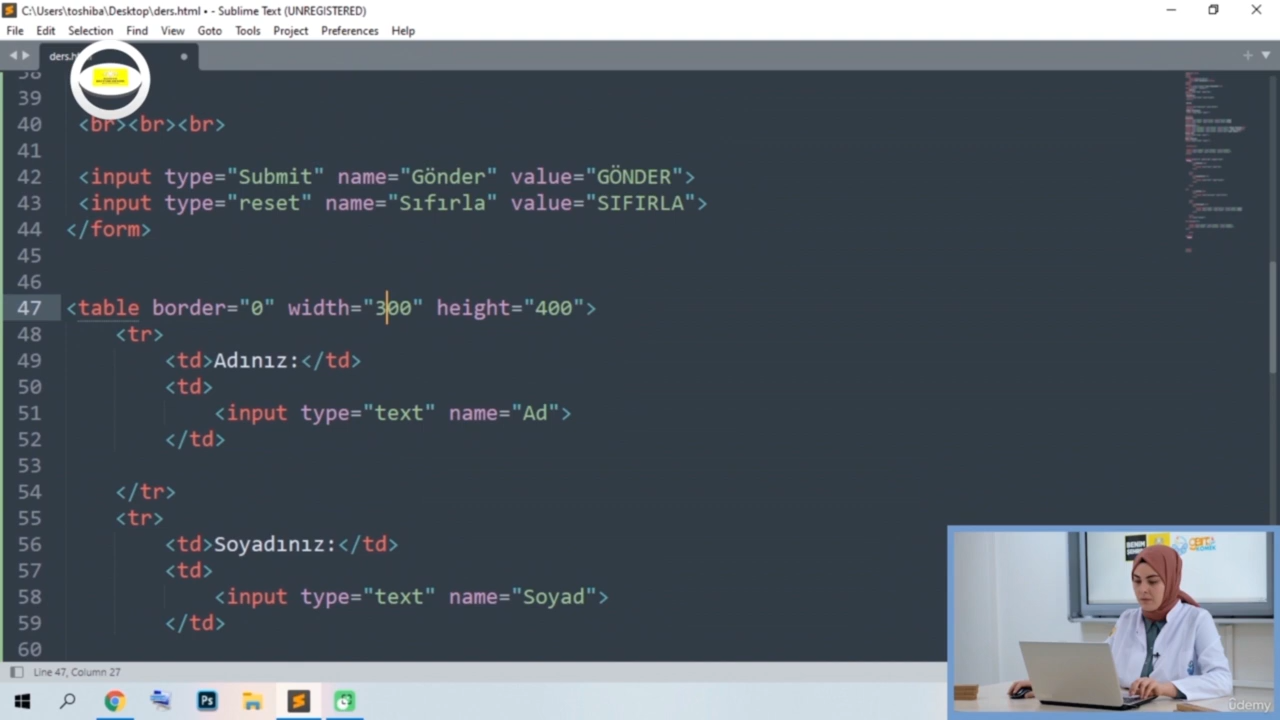 C:\Users\toshiba\Desktop\ders.html • - Sublime Text (UNREGISTERED)
File Edit Selection Find View Goto Tools Project Preferences Help
39
40 <br><br><br>
41
42 <input type="Submit" name="Gönder" value="GÖNDER">
43 <input type="reset" name="Sıfırla" value="SIFIRLA">
44 </form>
45
46
47 <table border="0" width="300" height="400">
48 <tr>
49 <td>Adınız:</td>
50 <td>
51 <input type="text" name="Ad">
52 </td>
53
54 </tr>
55 <tr>
56 <td>Soyadınız:</td>
57 <td>
58 <input type="text" name="Soyad">
59 </td>
60
Line 47, Column 27
Ps
udemy